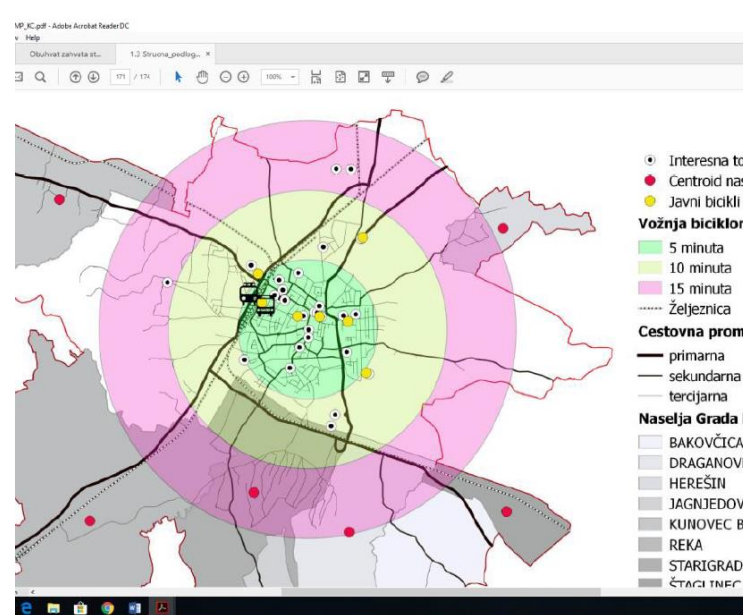 MP_KC.pdf - Adobe Acrobat Reader DC
Help
Obuhvat zahvata st...
1.3 Strucna_podlog... ×
171 / 174
100%
Interesna to
Centroid nas
Javni bicikli
Vožnja biciklom
5 minuta
10 minuta
15 minuta
Željeznica
Cestovna prom
primarna
sekundarna
tercijarna
Naselja Grada
BAKOVČICA
DRAGANOV
HEREŠIN
JAGNJEDOV
KUNOVEC B
REKA
STARIGRAD
ŠTAGLINEC